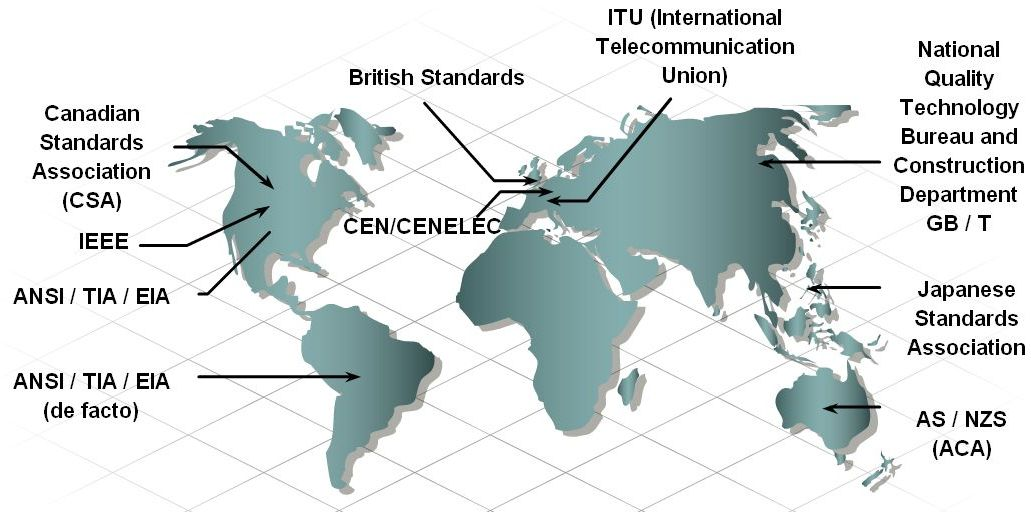 ITU (International
Telecommunication
Union)
British Standards
National
Quality
Technology
Bureau and
Construction
Department
GB / T
Canadian
Standards
Association
(CSA)
CEN/CENELEC
IEEE
ANSI / TIA / EIA
Japanese
Standards
Association
ANSI / TIA / EIA
(de facto)
AS / NZS
(ACA)